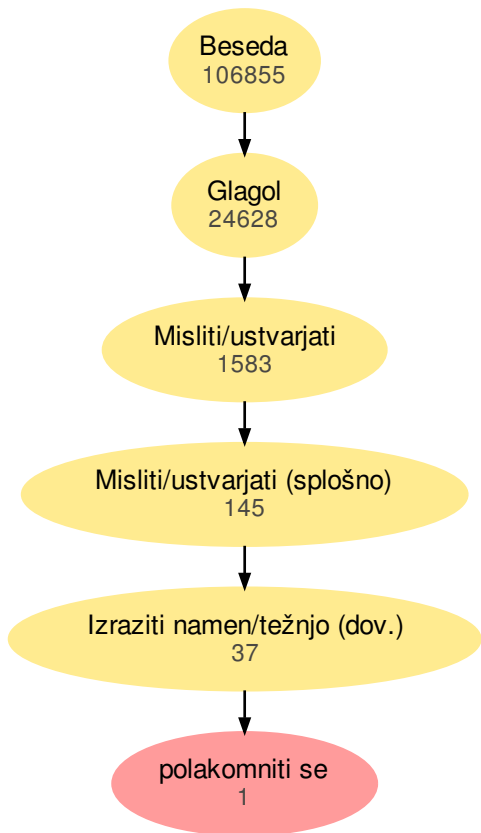 Beseda
106855
Glagol
24628
Misliti/ustvarjati
1583
Misliti/ustvarjati (splošno)
145
Izraziti namen/težnjo (dov.)
37
polakomniti se
1